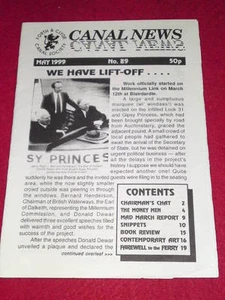 FORTH & CLYDE
CANAL SOCIETY
CANAL NEWS
MAY 1999 No. 89 50p
WE HAVE LIFT-OFF . . . .
Work officially started on
the Millennium Link on March
12th at Blairdardie.
A large and sumptuous
marquee (w/ windows!) was
erected on the infilled Lock 31
and Gipsy Princess, which had
been brought specially by road
from Auchinstarry, graced the
adjacent pound. A small crowd of
local people had gathered to
await the arrival of the Secretary
of State, but he was detained on
urgent political business — after
all the delays in the project's
history I suppose we should have
expected another one! Quite
SY PRINCES
suddenly he was there and the invited guests were filing in to the seating
area, while the now slightly smaller
crowd outside was peering in through
the windows. Bernard Henderson,
Chairman of British Waterways, the Earl
of Dalkeith, representing the Millennium
Commission, and Donald Dewar
delivered three excellent speeches filled
with warmth and good wishes for the
success of the project.
After the speeches Donald Dewar
unveiled a plaque and declared the
continued overleaf >>>
CONTENTS
CHAIRMAN'S CHAT 2
THE MONEY MEN 4
MAD MARCH REPORT 9
SNIPPETS 10
BOOK REVIEW 15
CONTEMPORARY ART 16
FAREWELL to the FERRY 19